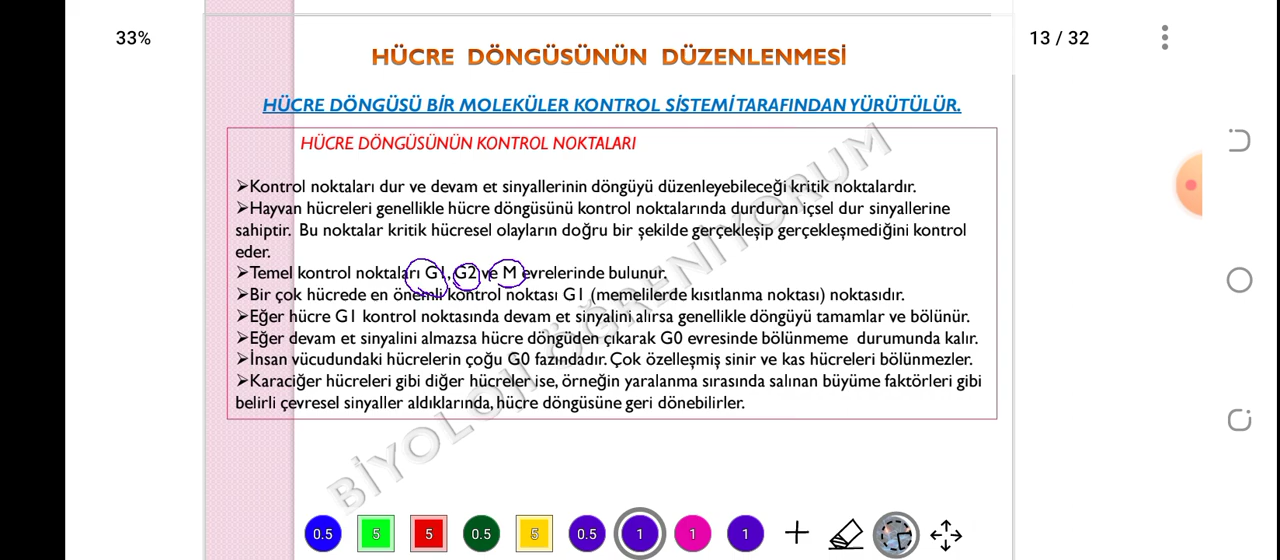 33%
13 / 32
HÜCRE DÖNGÜSÜNÜN DÜZENLENMESİ
HÜCRE DÖNGÜSÜ BİR MOLEKÜLER KONTROL SİSTEMİ TARAFINDAN YÜRÜTÜLÜR.
HÜCRE DÖNGÜSÜNÜN KONTROL NOKTALARI
➢Kontrol noktaları dur ve devam et sinyallerinin döngüyü düzenleyebileceği kritik noktalardır.
➢Hayvan hücreleri genellikle hücre döngüsünü kontrol noktalarında durduran içsel dur sinyallerine
sahiptir. Bu noktalar kritik hücresel olayların doğru bir şekilde gerçekleşip gerçekleşmediğini kontrol
eder.
➢Temel kontrol noktaları G1, G2 ve M evrelerinde bulunur.
➢Bir çok hücrede en önemli kontrol noktası G1 (memelilerde kısıtlanma noktası) noktasıdır.
➢Eğer hücre G1 kontrol noktasında devam et sinyalini alırsa genellikle döngüyü tamamlar ve bölünür.
➢Eğer devam et sinyalini almazsa hücre döngüden çıkarak G0 evresinde bölünmeme durumunda kalır.
➢İnsan vücudundaki hücrelerin çoğu G0 fazındadır. Çok özelleşmiş sinir ve kas hücreleri bölünmezler.
➢Karaciğer hücreleri gibi diğer hücreler ise, örneğin yaralanma sırasında salınan büyüme faktörleri gibi
belirli çevresel sinyaller aldıklarında, hücre döngüsüne geri dönebilirler.
BİYOLOJİ ÖĞRENİYORUM
0.5 5 5 0.5 5 0.5 1 1 1